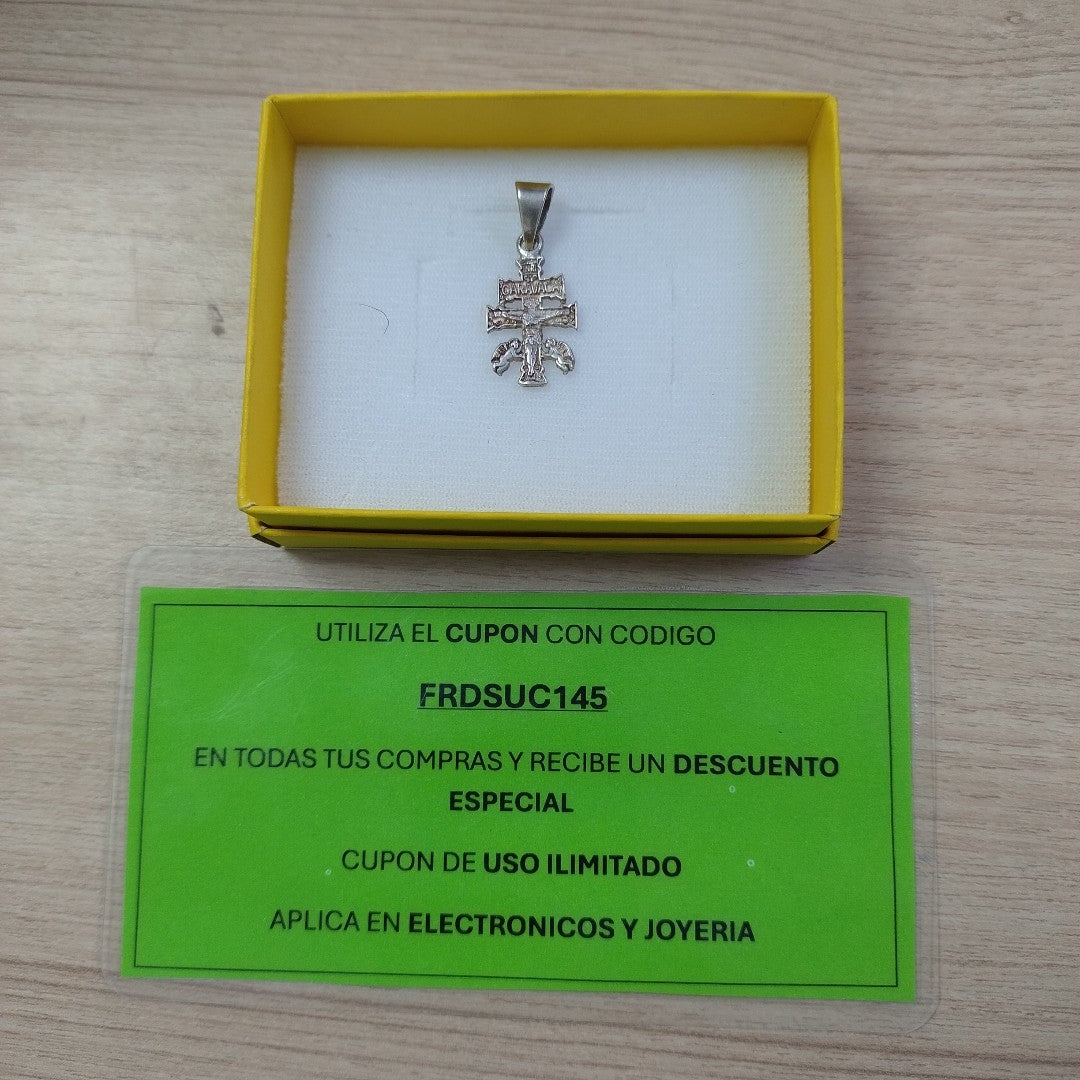 CARAVACA
UTILIZA EL CUPON CON CODIGO
FRDSUC145
EN TODAS TUS COMPRAS Y RECIBE UN DESCUENTO
ESPECIAL
CUPON DE USO ILIMITADO
APLICA EN ELECTRONICOS Y JOYERIA